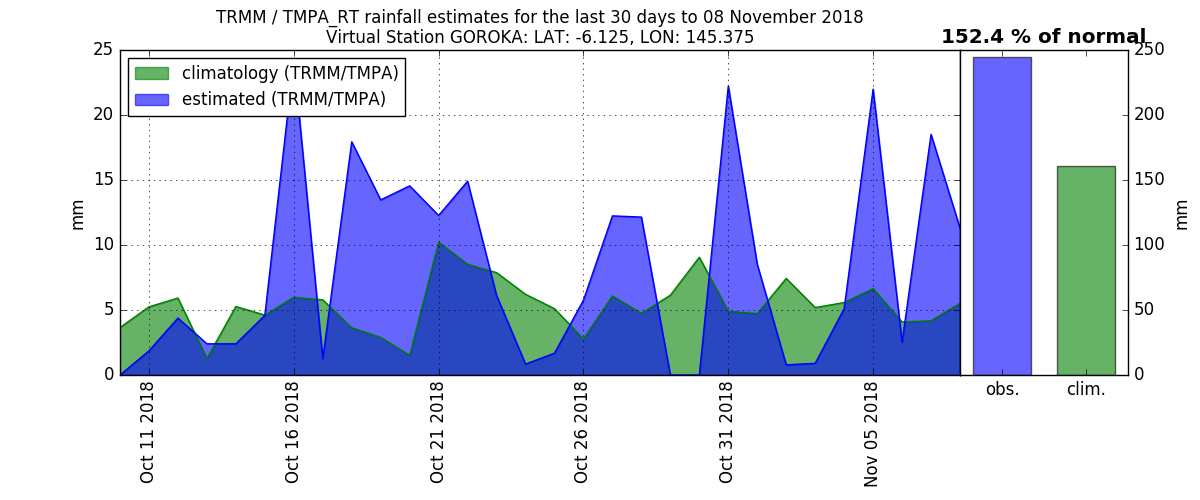 TRMM / TMPA_RT rainfall estimates for the last 30 days to 08 November 2018
Virtual Station GOROKA: LAT: -6.125, LON: 145.375
152.4 % of normal
climatology (TRMM/TMPA)
estimated (TRMM/TMPA)
25
20
15
10
5
0
mm
250
200
150
100
50
0
mm
Oct 11 2018
Oct 16 2018
Oct 21 2018
Oct 26 2018
Oct 31 2018
Nov 05 2018
obs.
clim.